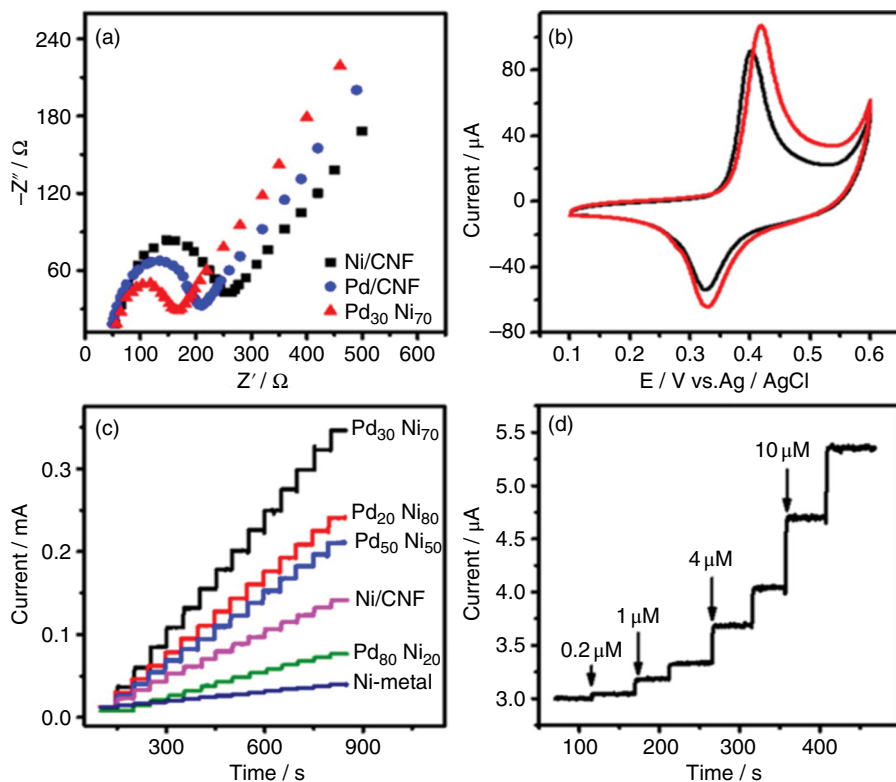 (a)
240
180
120
60
–Z″ / Ω
Ni/CNF
Pd/CNF
Pd₃₀ Ni₇₀
0 100 200 300 400 500 600
Z′ / Ω
(b)
80
40
0
–40
–80
Current / μA
0.1 0.2 0.3 0.4 0.5 0.6
E / V vs.Ag / AgCl
(c)
0.3
0.2
0.1
0.0
Current / mA
Pd₃₀ Ni₇₀
Pd₂₀ Ni₈₀
Pd₅₀ Ni₅₀
Ni/CNF
Pd₈₀ Ni₂₀
Ni-metal
300 450 600 750 900
Time / s
(d)
5.5
5.0
4.5
4.0
3.5
3.0
Current / μA
10 μM
4 μM
1 μM
0.2 μM
100 200 300 400
Time / s